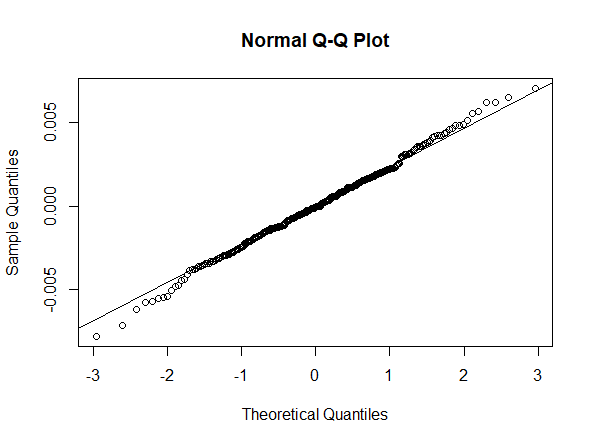 Normal Q-Q Plot
Sample Quantiles
0.005
0.000
-0.005
-3 -2 -1 0 1 2 3
Theoretical Quantiles